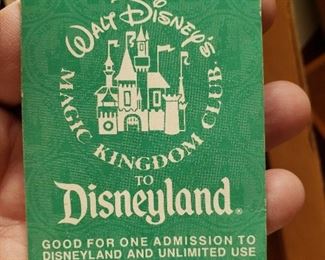 WALT DISNEY'S
MAGIC KINGDOM CLUB®
TO
Disneyland®
GOOD FOR ONE ADMISSION TO
DISNEYLAND AND UNLIMITED USE